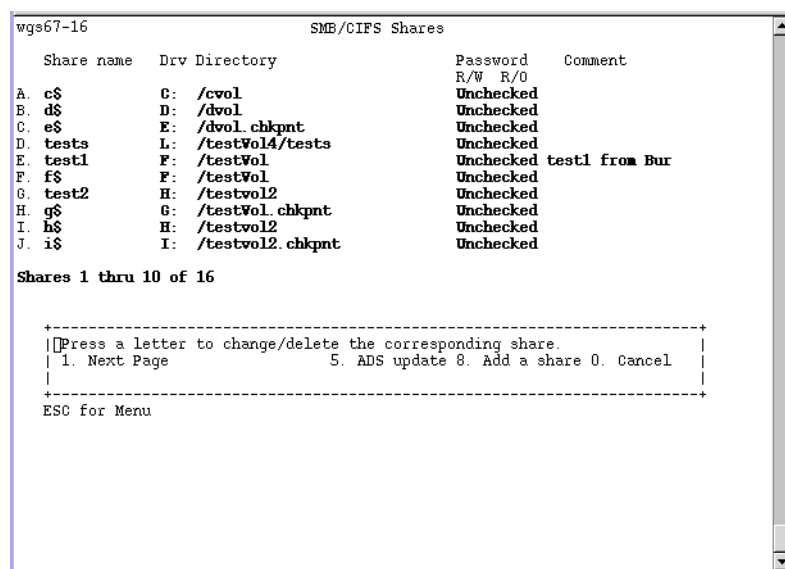 wgs67-16 SMB/CIFS Shares
Share name Drv Directory Password Comment
R/W R/O
A. c$ C: /cvol Unchecked
B. d$ D: /dvol Unchecked
C. e$ E: /dvol.chkpnt Unchecked
D. tests L: /testVol4/tests Unchecked
E. test1 F: /testVol Unchecked test1 from Bur
F. f$ F: /testVol Unchecked
G. test2 H: /testvol2 Unchecked
H. g$ G: /testVol.chkpnt Unchecked
I. h$ H: /testvol2 Unchecked
J. i$ I: /testvol2.chkpnt Unchecked
Shares 1 thru 10 of 16
Press a letter to change/delete the corresponding share.
1. Next Page 5. ADS update 8. Add a share 0. Cancel
ESC for Menu